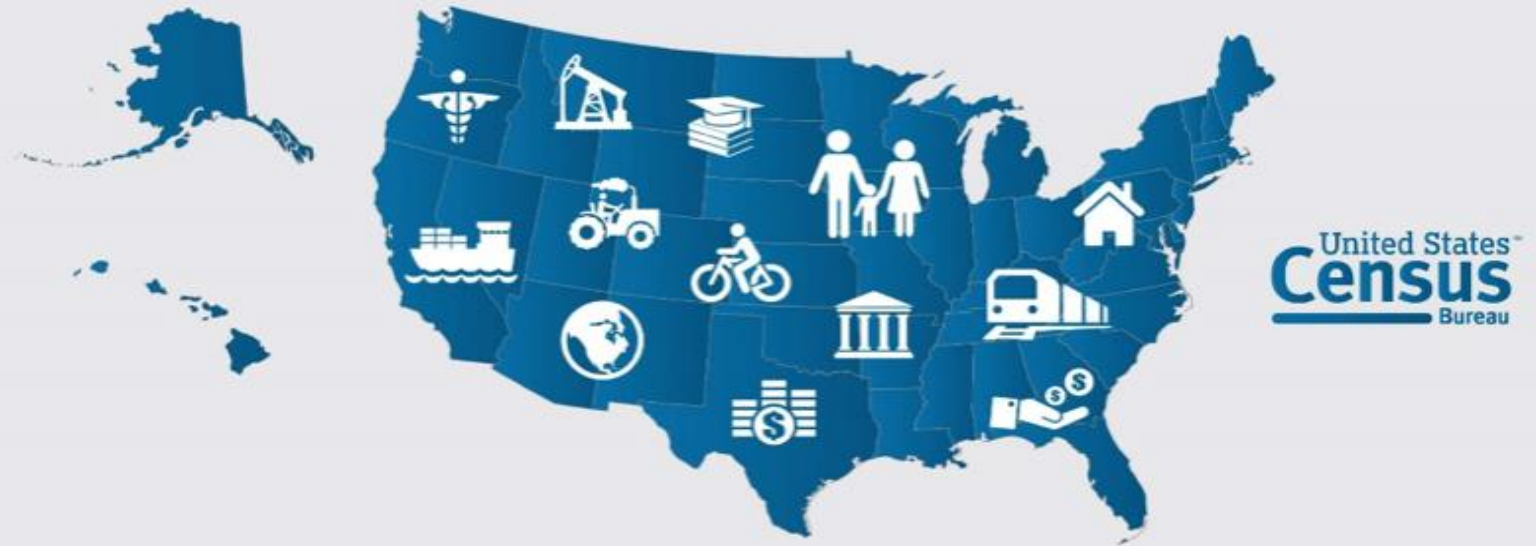 United States™
Census
Bureau
$
$
$